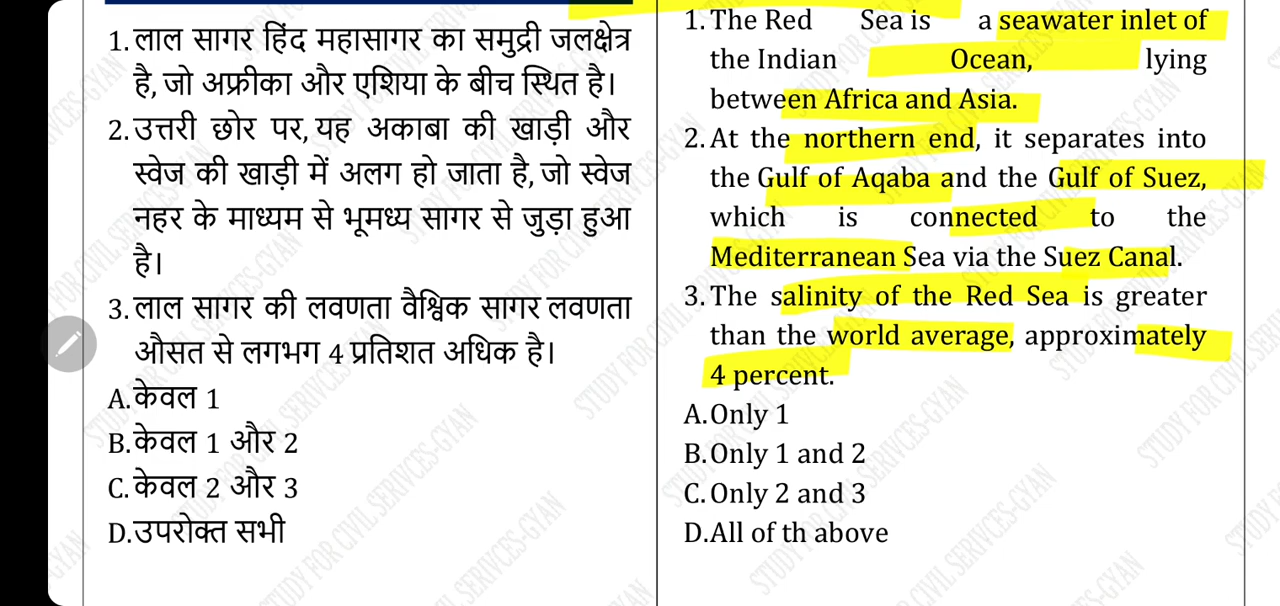 1. लाल सागर हिंद महासागर का समुद्री जलक्षेत्र
है, जो अफ्रीका और एशिया के बीच स्थित है।
2. उत्तरी छोर पर, यह अकाबा की खाड़ी और
स्वेज की खाड़ी में अलग हो जाता है, जो स्वेज
नहर के माध्यम से भूमध्य सागर से जुड़ा हुआ
है।
3. लाल सागर की लवणता वैश्विक सागर लवणता
औसत से लगभग 4 प्रतिशत अधिक है।
A. केवल 1
B. केवल 1 और 2
C. केवल 2 और 3
D. उपरोक्त सभी
1. The Red Sea is a seawater inlet of
the Indian Ocean, lying
between Africa and Asia.
2. At the northern end, it separates into
the Gulf of Aqaba and the Gulf of Suez,
which is connected to the
Mediterranean Sea via the Suez Canal.
3. The salinity of the Red Sea is greater
than the world average, approximately
4 percent.
A. Only 1
B. Only 1 and 2
C. Only 2 and 3
D. All of th above
STUDY FOR CIVIL SERIVCES-GYAN